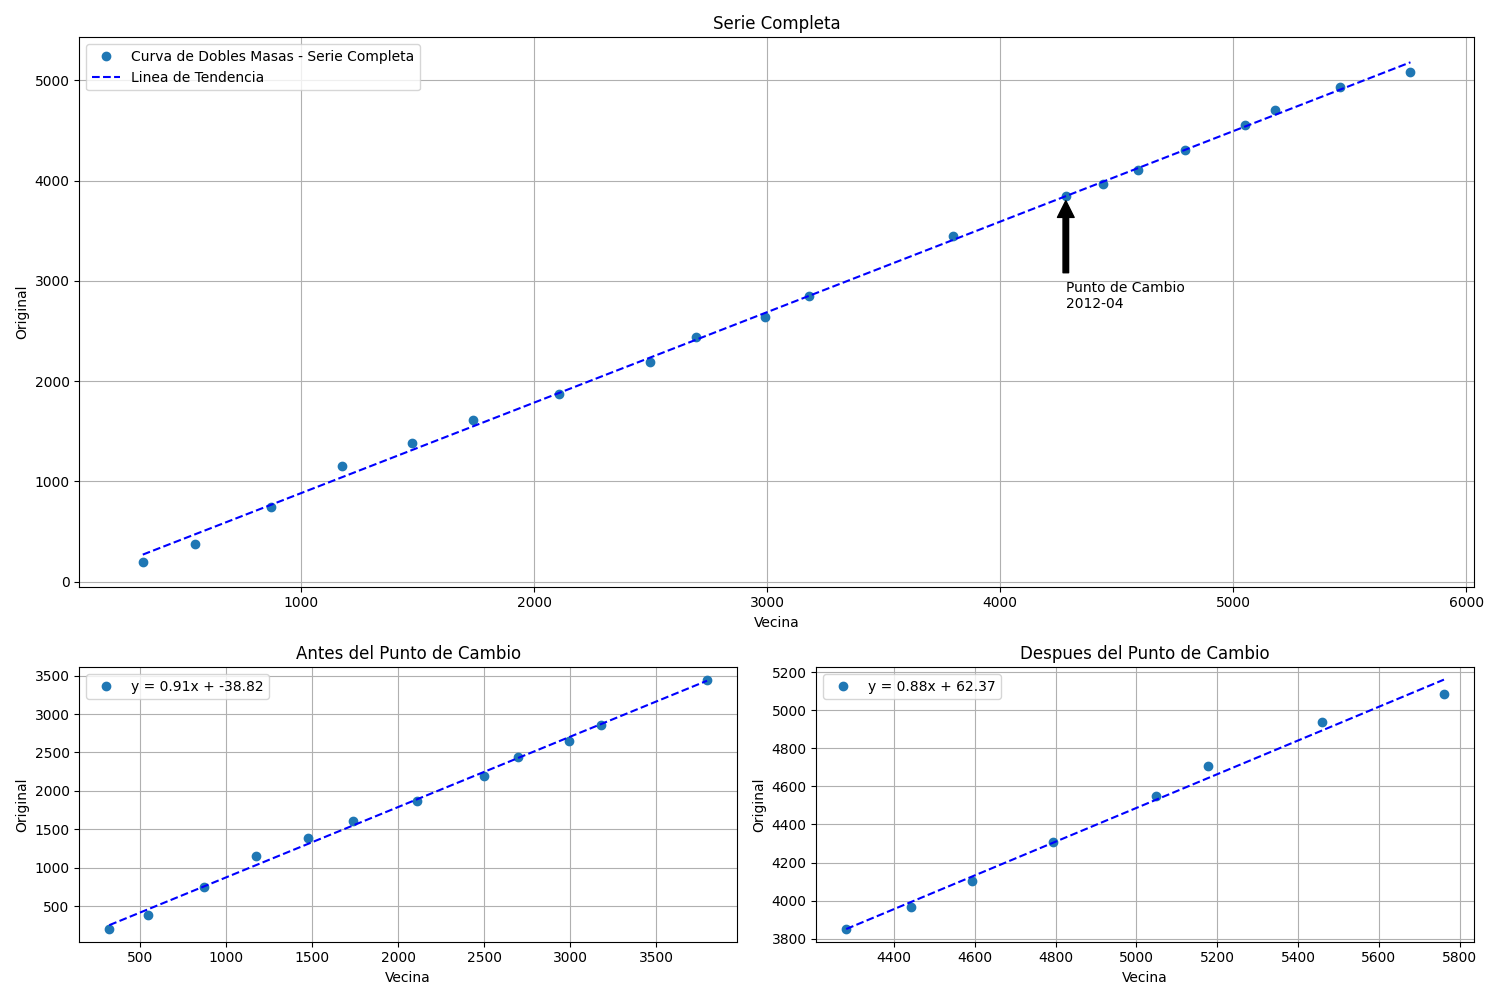 Serie Completa
Curva de Dobles Masas - Serie Completa
Linea de Tendencia
5000
4000
3000
2000
1000
0
Original
Punto de Cambio
2012-04
1000 2000 3000 4000 5000 6000
Vecina
Antes del Punto de Cambio
y = 0.91x + -38.82
3500
3000
2500
2000
1500
1000
500
Original
500 1000 1500 2000 2500 3000 3500
Vecina
Despues del Punto de Cambio
y = 0.88x + 62.37
5200
5000
4800
4600
4400
4200
4000
3800
Original
4400 4600 4800 5000 5200 5400 5600 5800
Vecina